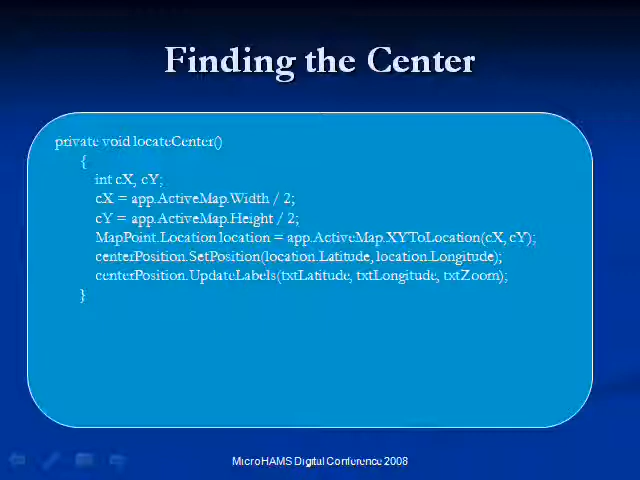 Finding the Center
private void locateCenter()
{
int cX, cY;
cX = app.ActiveMap.Width / 2;
cY = app.ActiveMap.Height / 2;
MapPoint.Location location = app.ActiveMap.XYToLocation(cX, cY);
centerPosition.SetPosition(location.Latitude, location.Longitude);
centerPosition.UpdateLabels(txtLatitude, txtLongitude, txtZoom);
}
MicroHAMS Digital Conference 2008